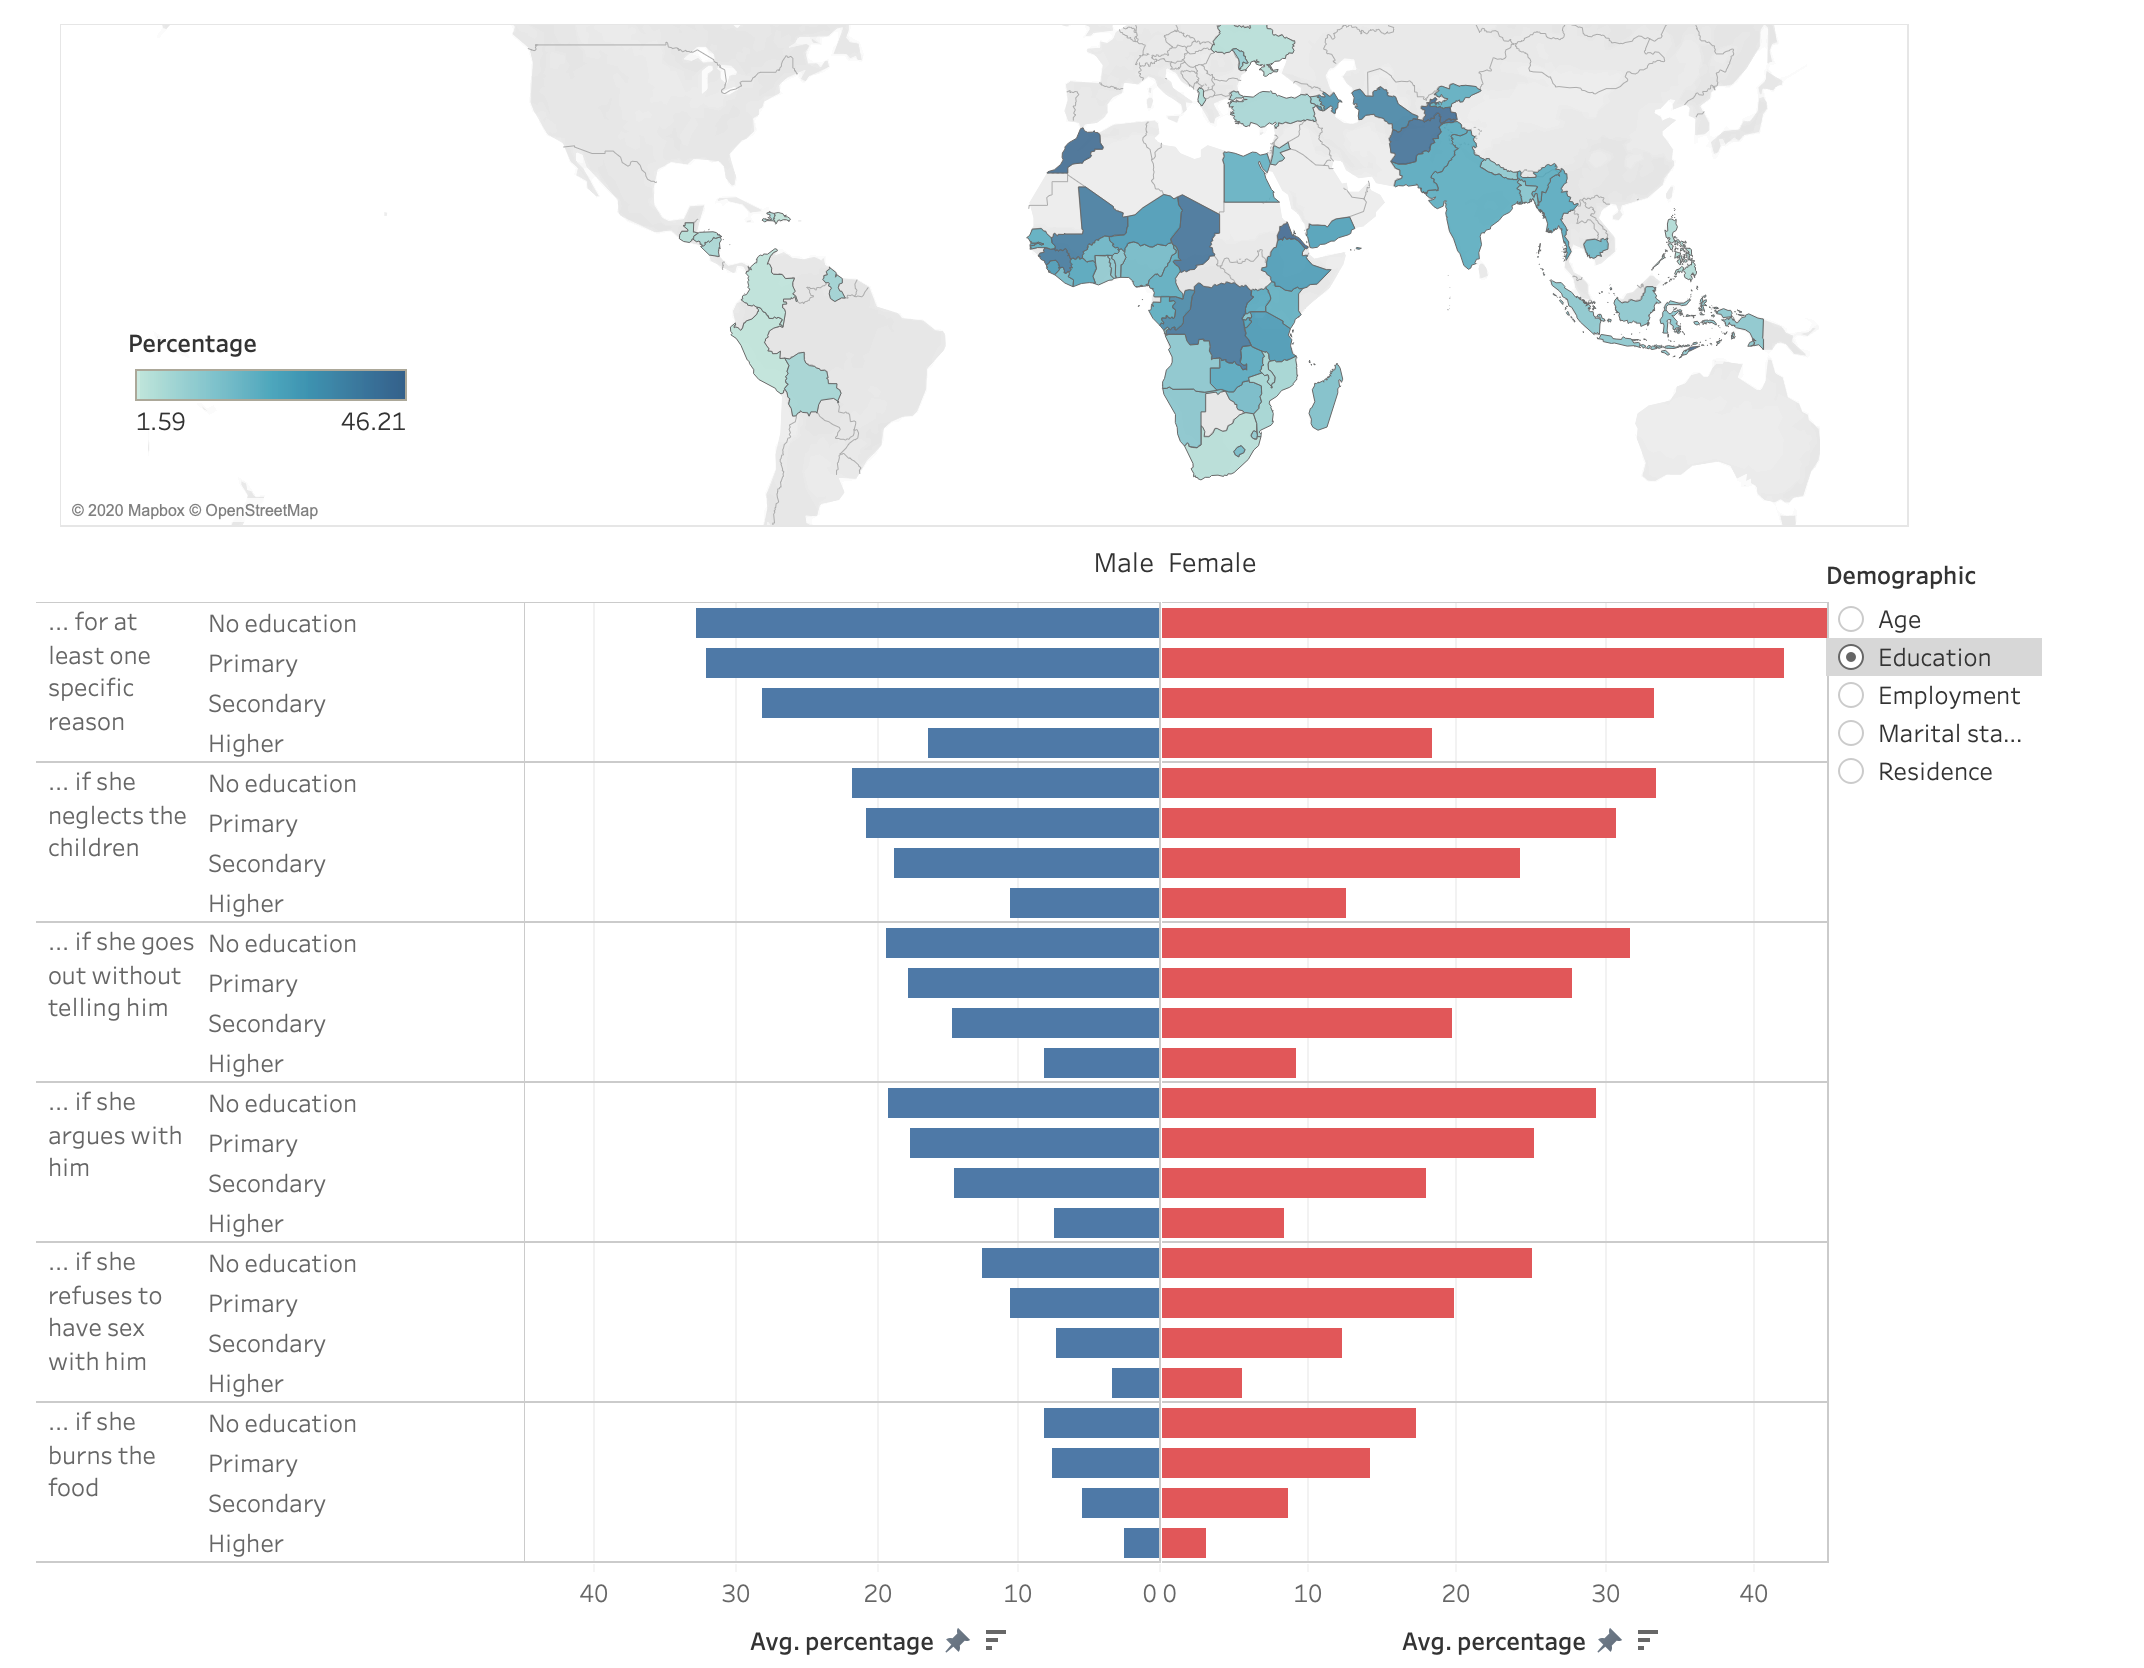 Percentage
1.59 46.21
© 2020 Mapbox © OpenStreetMap
Male Female
Demographic
Age
Education
Employment
Marital sta...
Residence
... for at
least one
specific
reason
No education
Primary
Secondary
Higher
... if she
neglects the
children
No education
Primary
Secondary
Higher
... if she goes
out without
telling him
No education
Primary
Secondary
Higher
... if she
argues with
him
No education
Primary
Secondary
Higher
... if she
refuses to
have sex
with him
No education
Primary
Secondary
Higher
... if she
burns the
food
No education
Primary
Secondary
Higher
40 30 20 10 0 0 10 20 30 40
Avg. percentage Avg. percentage